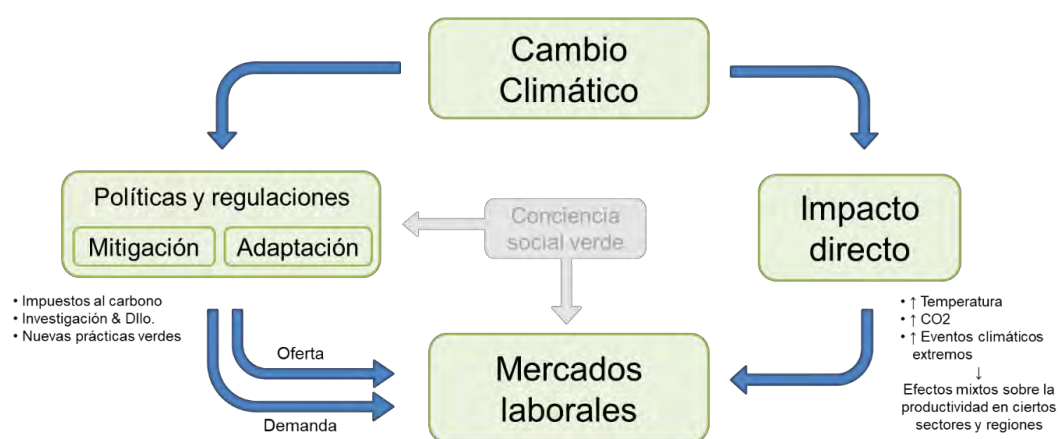 Cambio
Climático
Políticas y regulaciones
Mitigación
Adaptación
Conciencia
social verde
Impacto
directo
• Impuestos al carbono
• Investigación & Dllo.
• Nuevas prácticas verdes
Oferta
Demanda
Mercados
laborales
• ↑ Temperatura
• ↑ CO2
• ↑ Eventos climáticos
extremos
↓
Efectos mixtos sobre la
productividad en ciertos
sectores y regiones